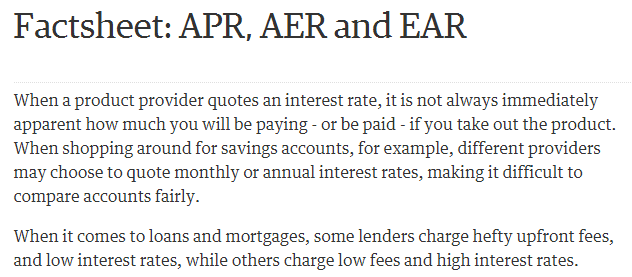 Factsheet: APR, AER and EAR
When a product provider quotes an interest rate, it is not always immediately
apparent how much you will be paying - or be paid - if you take out the product.
When shopping around for savings accounts, for example, different providers
may choose to quote monthly or annual interest rates, making it difficult to
compare accounts fairly.
When it comes to loans and mortgages, some lenders charge hefty upfront fees,
and low interest rates, while others charge low fees and high interest rates.